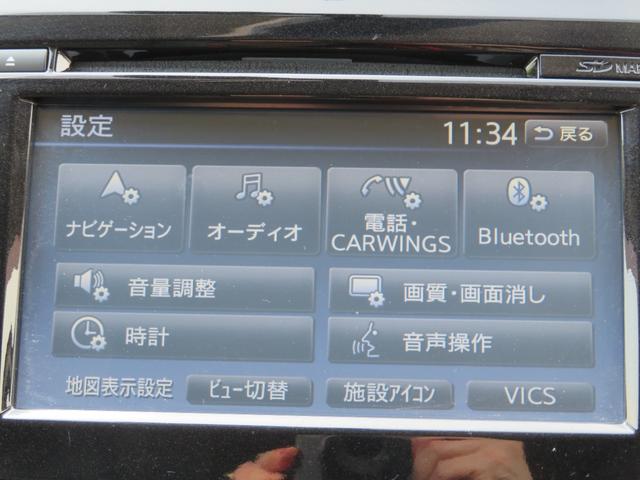 SD
設定
11:34
戻る
ナビゲーション
オーディオ
電話・
CARWINGS
Bluetooth
音量調整
画質・画面消し
時計
音声操作
地図表示設定
ビュー切替
施設アイコン
VICS